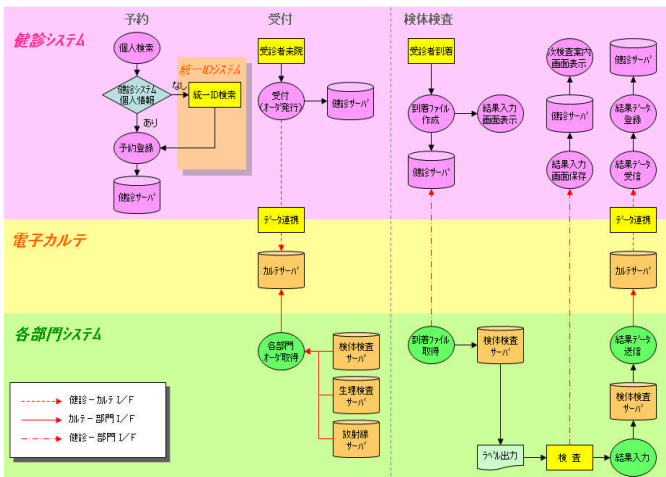 予約
受付
検体検査
健診システム
個人検索
健診システム
個人情報
なし
あり
統一IDシステム
統一ID検索
予約登録
健診サーバ
受診者来院
受付
(オーダ発行)
健診サーバ
データ連携
受診者到着
到着ファイル
作成
結果入力
画面表示
健診サーバ
次検査案内
画面表示
健診サーバ
結果入力
画面保存
健診サーバ
結果データ
登録
結果データ
受信
データ連携
電子カルテ
カルテサーバ
カルテサーバ
各部門システム
各部門
オーダ取得
検体検査
サーバ
生理検査
サーバ
放射線
サーバ
到着ファイル
取得
検体検査
サーバ
ラベル出力
検 査
結果入力
検体検査
サーバ
結果データ
送信
健診-カルテI/F
カルテ-部門I/F
健診-部門I/F